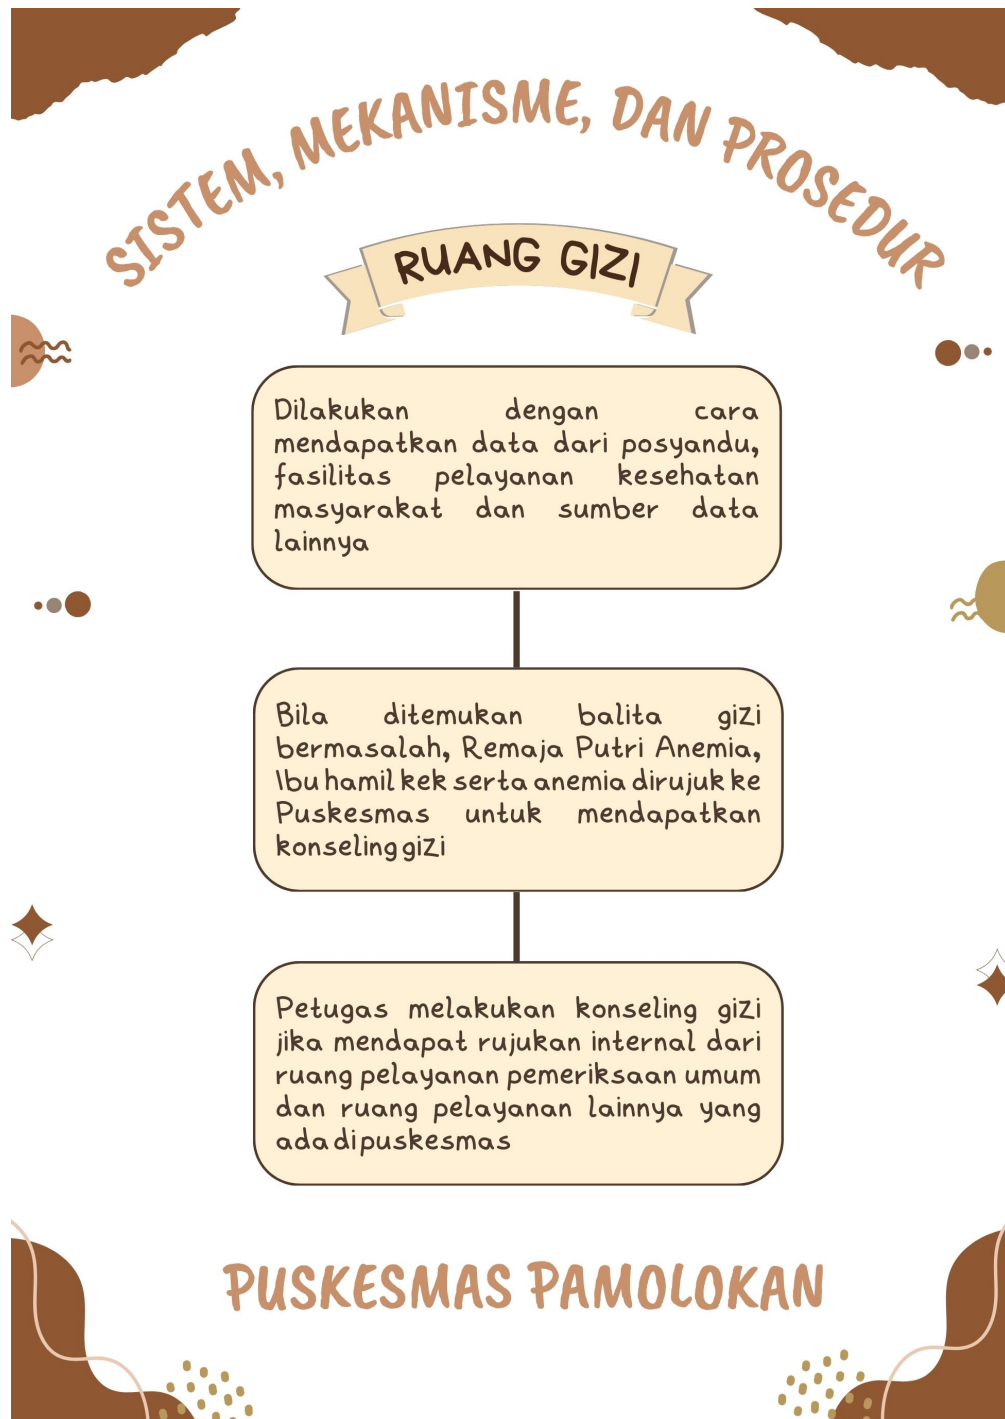 SISTEM, MEKANISME, DAN PROSEDUR
RUANG GIZI
Dilakukan dengan cara
mendapatkan data dari posyandu,
fasilitas pelayanan kesehatan
masyarakat dan sumber data
lainnya
Bila ditemukan balita gizi
bermasalah, Remaja Putri Anemia,
Ibu hamil kek serta anemia dirujuk ke
Puskesmas untuk mendapatkan
konseling gizi
Petugas melakukan konseling gizi
jika mendapat rujukan internal dari
ruang pelayanan pemeriksaan umum
dan ruang pelayanan lainnya yang
ada di puskesmas
PUSKESMAS PAMOLOKAN